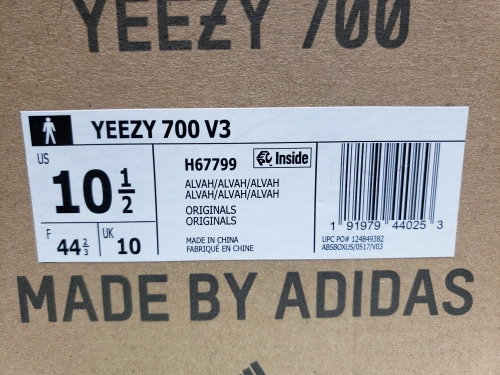 YEEZY 700
YEEZY 700 V3
US
10 1/2
F
44 2/3
UK
10
H67799
Inside
ALVAH/ALVAH/ALVAH
ALVAH/ALVAH/ALVAH
ORIGINALS
ORIGINALS
MADE IN CHINA
FABRIQUÉ EN CHINE
1 91979 44025 3
UPC PO# 124849382
ABSBOXUS/0517/V03
MADE BY ADIDAS